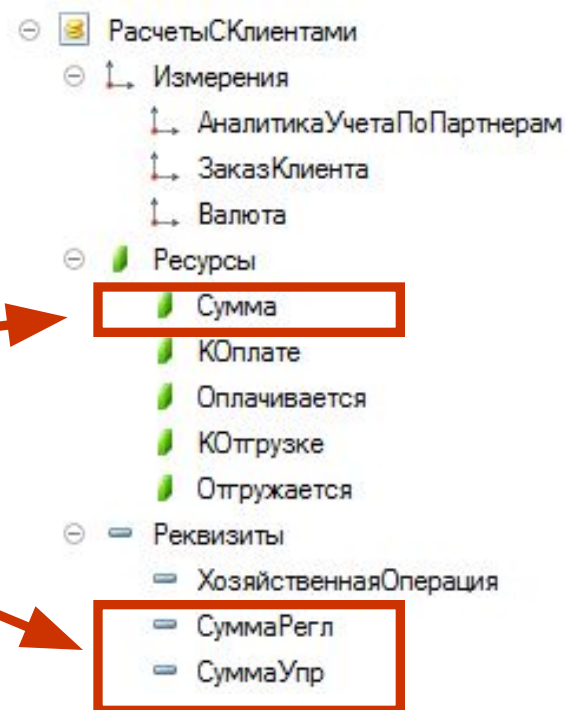 РасчетыСКлиентами
Измерения
АналитикаУчетаПоПартнерам
ЗаказКлиента
Валюта
Ресурсы
Сумма
КОплате
Оплачивается
КОтгрузке
Отгружается
Реквизиты
ХозяйственнаяОперация
СуммаРегл
СуммаУпр